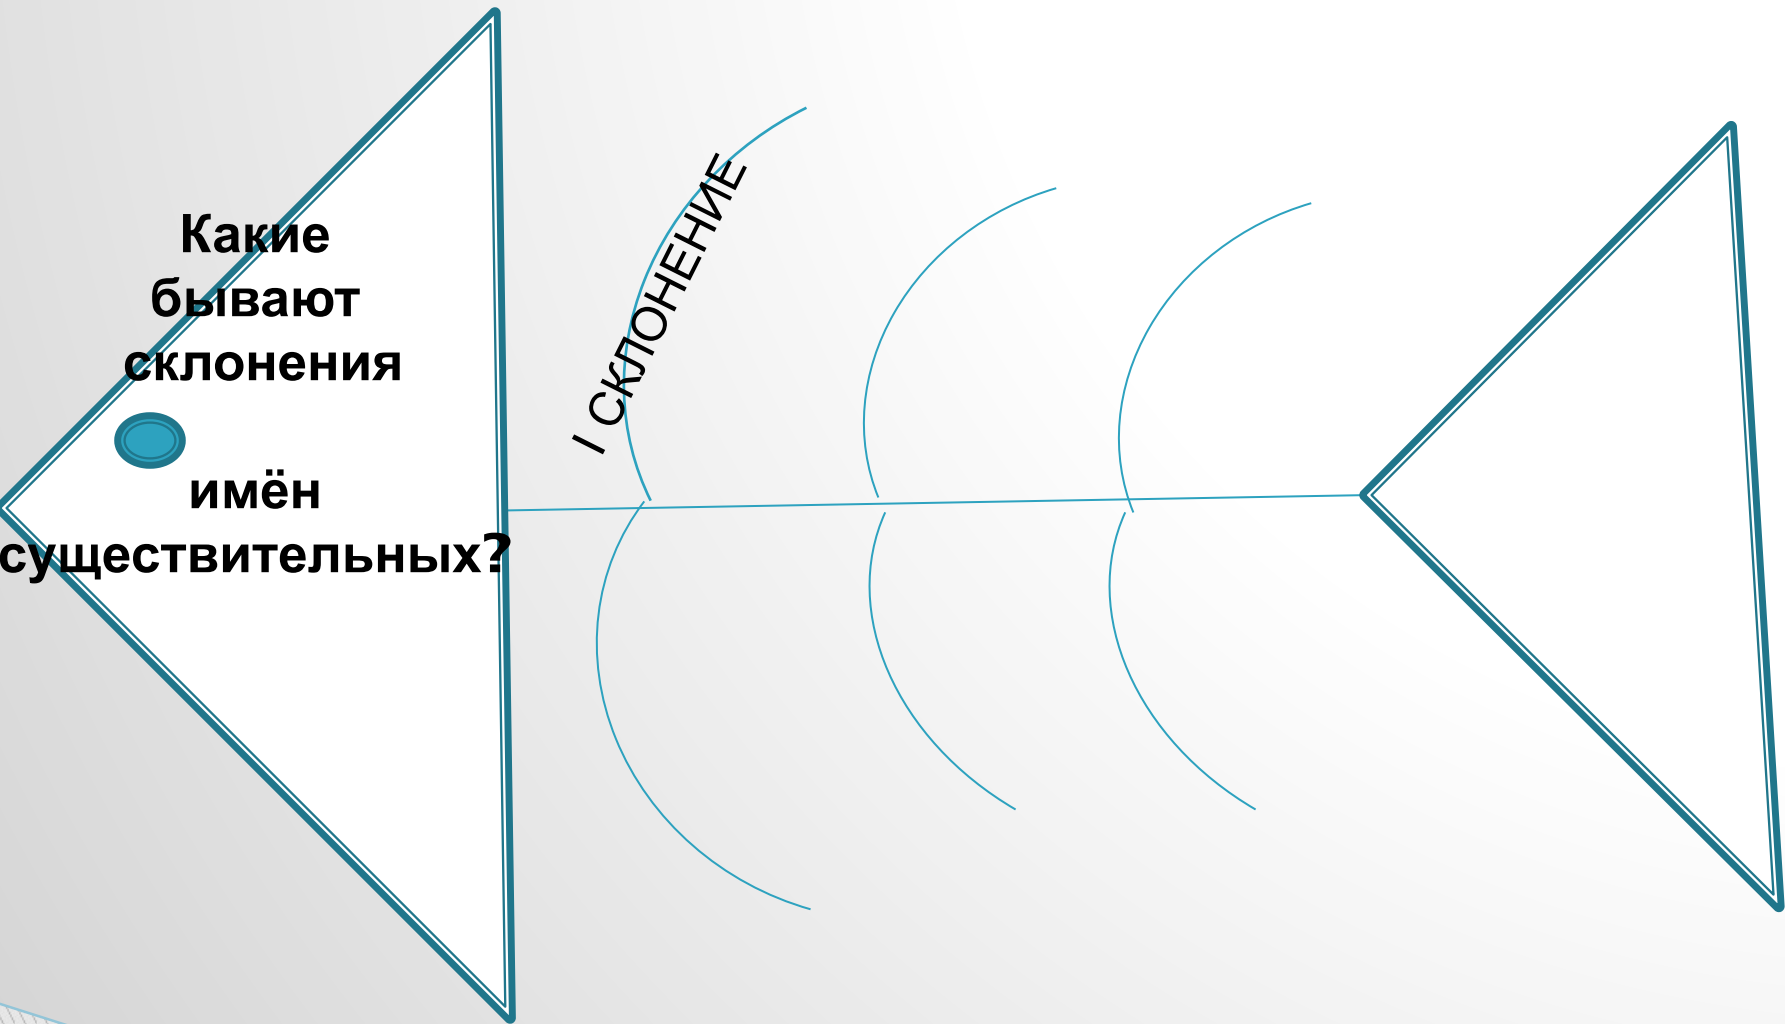 Какие
бывают
склонения
имён
существительных?
I СКЛОНЕНИЕ